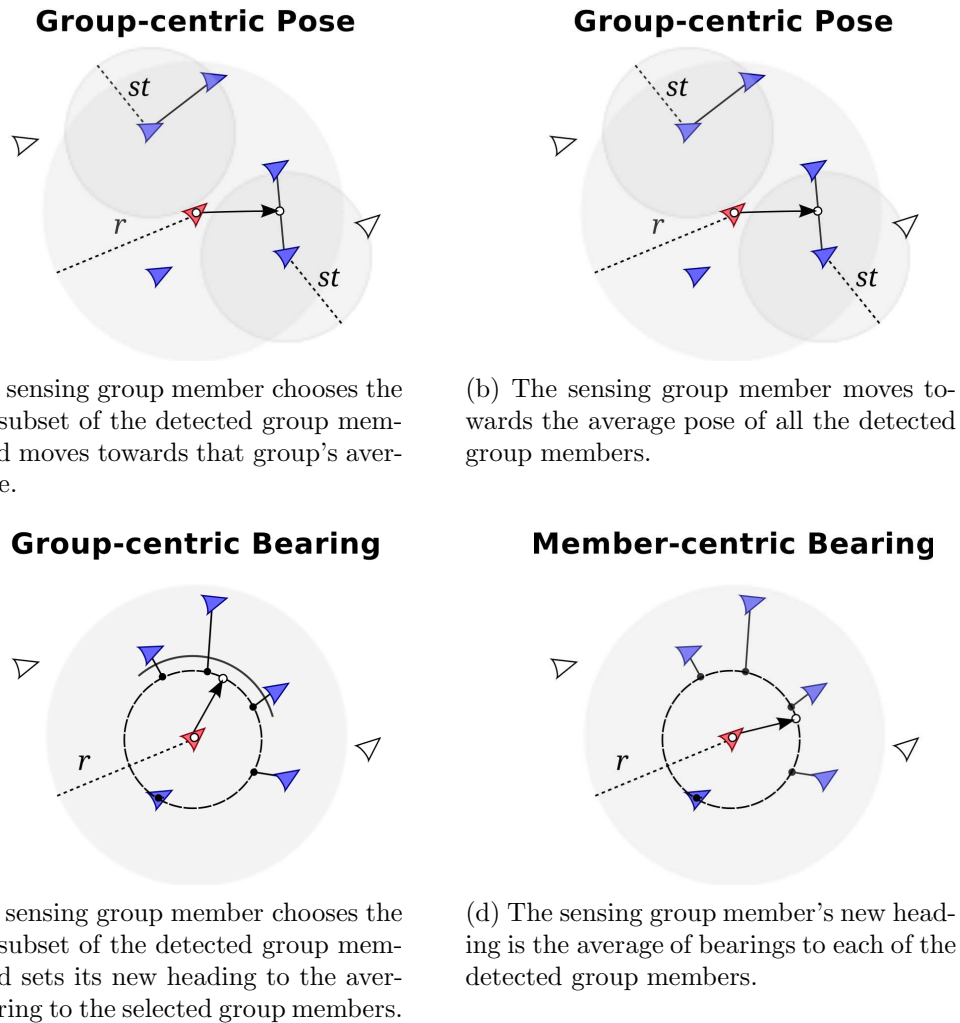 Group-centric Pose
Group-centric Pose
st
st
r
r
st
st
sensing group member chooses the
subset of the detected group mem-
moves towards that group's aver-
(b) The sensing group member moves to-
wards the average pose of all the detected
group members.
Group-centric Bearing
Member-centric Bearing
r
r
sensing group member chooses the
subset of the detected group mem-
sets its new heading to the aver-
to the selected group members.
(d) The sensing group member's new head-
ing is the average of bearings to each of the
detected group members.